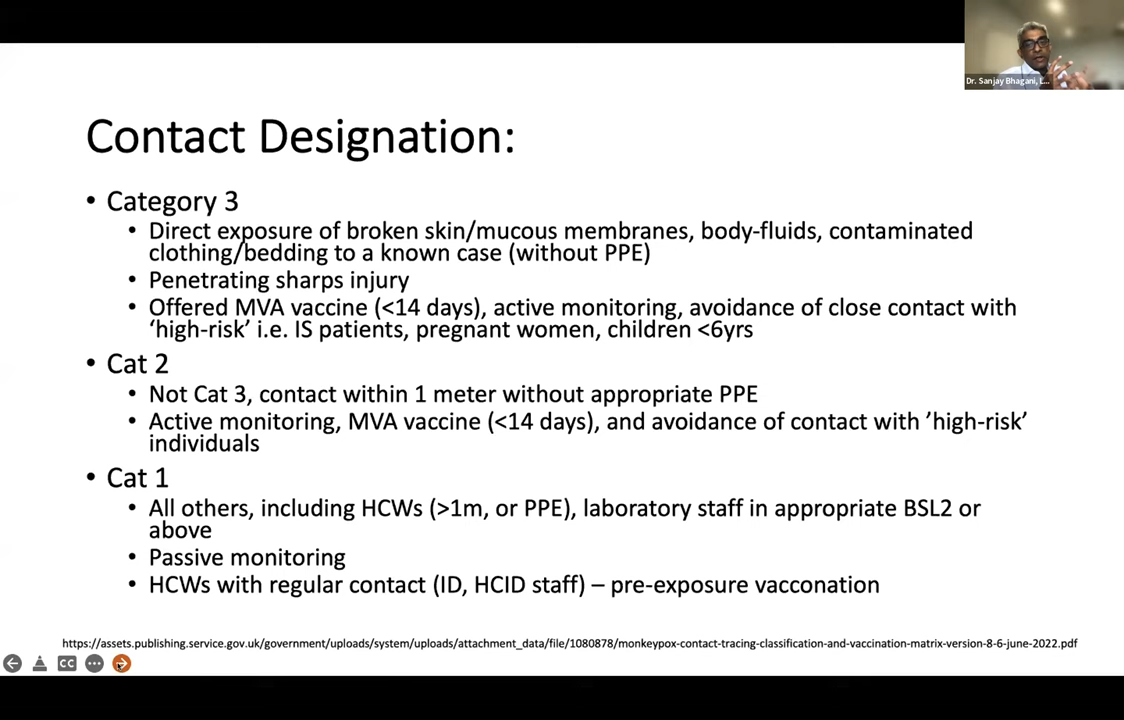 Dr. Sanjay Bhagani, L...
Contact Designation:
• Category 3
• Direct exposure of broken skin/mucous membranes, body-fluids, contaminated
clothing/bedding to a known case (without PPE)
• Penetrating sharps injury
• Offered MVA vaccine (<14 days), active monitoring, avoidance of close contact with
‘high-risk’ i.e. IS patients, pregnant women, children <6yrs
• Cat 2
• Not Cat 3, contact within 1 meter without appropriate PPE
• Active monitoring, MVA vaccine (<14 days), and avoidance of contact with ’high-risk’
individuals
• Cat 1
• All others, including HCWs (>1m, or PPE), laboratory staff in appropriate BSL2 or
above
• Passive monitoring
• HCWs with regular contact (ID, HCID staff) – pre-exposure vacconation
https://assets.publishing.service.gov.uk/government/uploads/system/uploads/attachment_data/file/1080878/monkeypox-contact-tracing-classification-and-vaccination-matrix-version-8-6-june-2022.pdf
CC